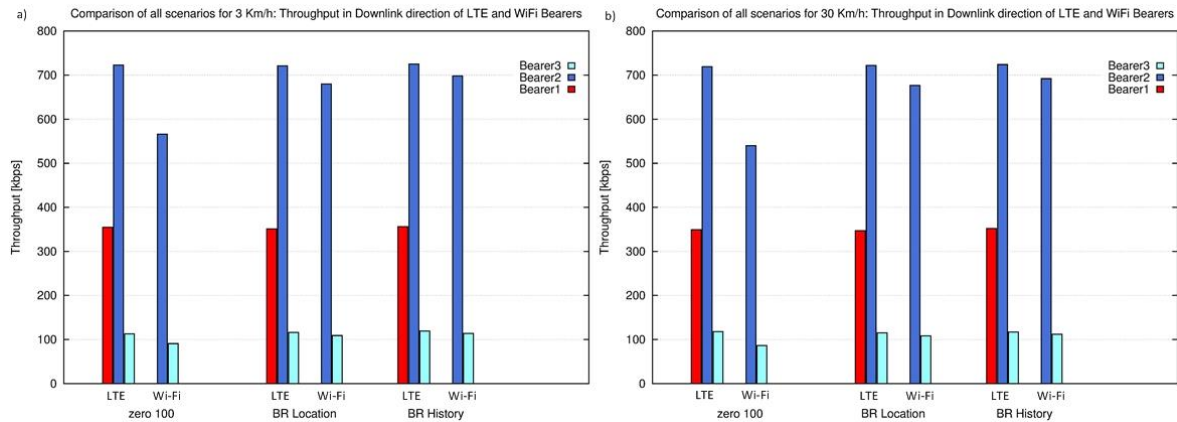 a)
Comparison of all scenarios for 3 Km/h: Throughput in Downlink direction of LTE and WiFi Bearers
800
700
600
500
400
300
200
100
0
Throughput [kbps]
Bearer3
Bearer2
Bearer1
LTE Wi-Fi LTE Wi-Fi LTE Wi-Fi
zero 100 BR Location BR History
b)
Comparison of all scenarios for 30 Km/h: Throughput in Downlink direction of LTE and WiFi Bearers
800
700
600
500
400
300
200
100
0
Throughput [kbps]
Bearer3
Bearer2
Bearer1
LTE Wi-Fi LTE Wi-Fi LTE Wi-Fi
zero 100 BR Location BR History